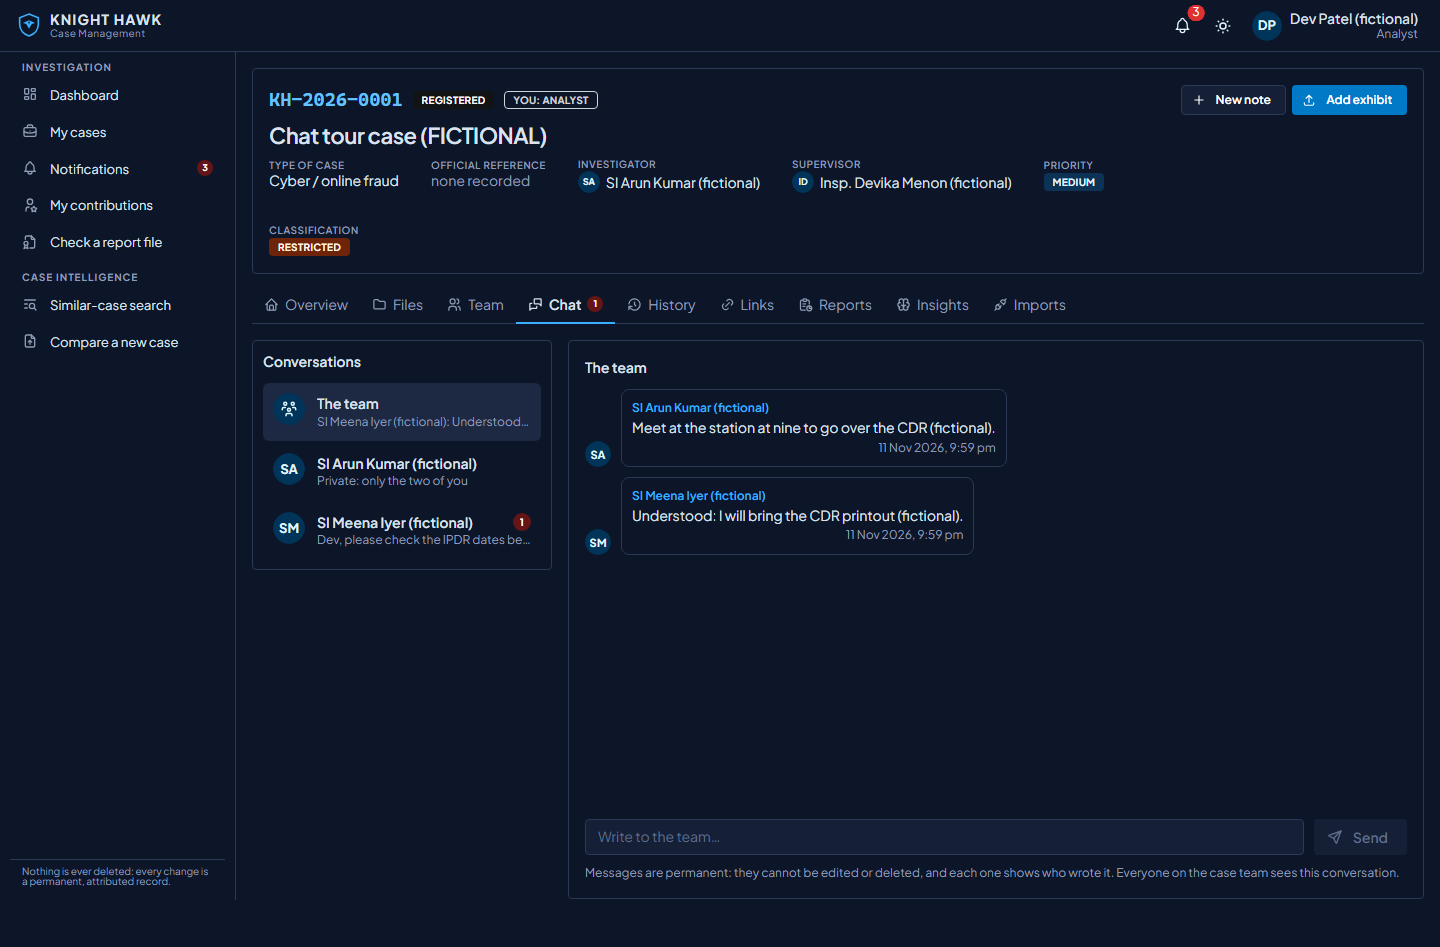 KNIGHT HAWK
Case Management
3
DP
Dev Patel (fictional)
Analyst
INVESTIGATION
Dashboard
My cases
Notifications 3
My contributions
Check a report file
CASE INTELLIGENCE
Similar-case search
Compare a new case
Nothing is ever deleted: every change is
a permanent, attributed record.
KH-2026-0001 REGISTERED YOU: ANALYST
New note Add exhibit
Chat tour case (FICTIONAL)
TYPE OF CASE
Cyber / online fraud
OFFICIAL REFERENCE
none recorded
INVESTIGATOR
SA SI Arun Kumar (fictional)
SUPERVISOR
ID Insp. Devika Menon (fictional)
PRIORITY
MEDIUM
CLASSIFICATION
RESTRICTED
Overview Files Team Chat 1 History Links Reports Insights Imports
Conversations
The team
SI Meena Iyer (fictional): Understood...
SA SI Arun Kumar (fictional)
Private: only the two of you
SM SI Meena Iyer (fictional) 1
Dev, please check the IPDR dates be...
The team
SI Arun Kumar (fictional)
Meet at the station at nine to go over the CDR (fictional).
11 Nov 2026, 9:59 pm
SA
SI Meena Iyer (fictional)
Understood: I will bring the CDR printout (fictional).
11 Nov 2026, 9:59 pm
SM
Write to the team...
Send
Messages are permanent: they cannot be edited or deleted, and each one shows who wrote it. Everyone on the case team sees this conversation.